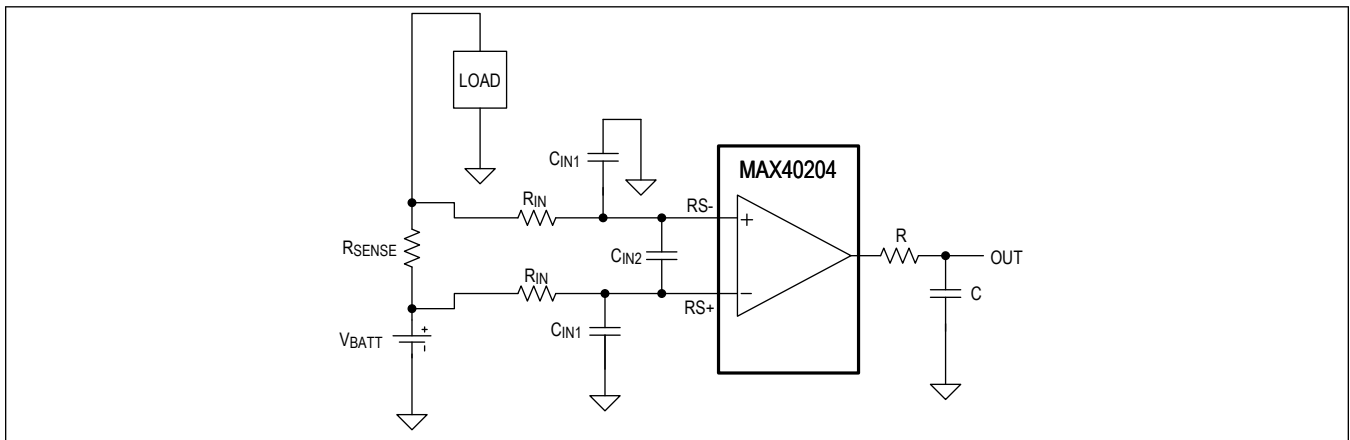 LOAD
CIN1
MAX40204
RIN
RS-
+
RSENSE
CIN2
R
OUT
RIN
RS+
−
C
VBATT
+
-
CIN1